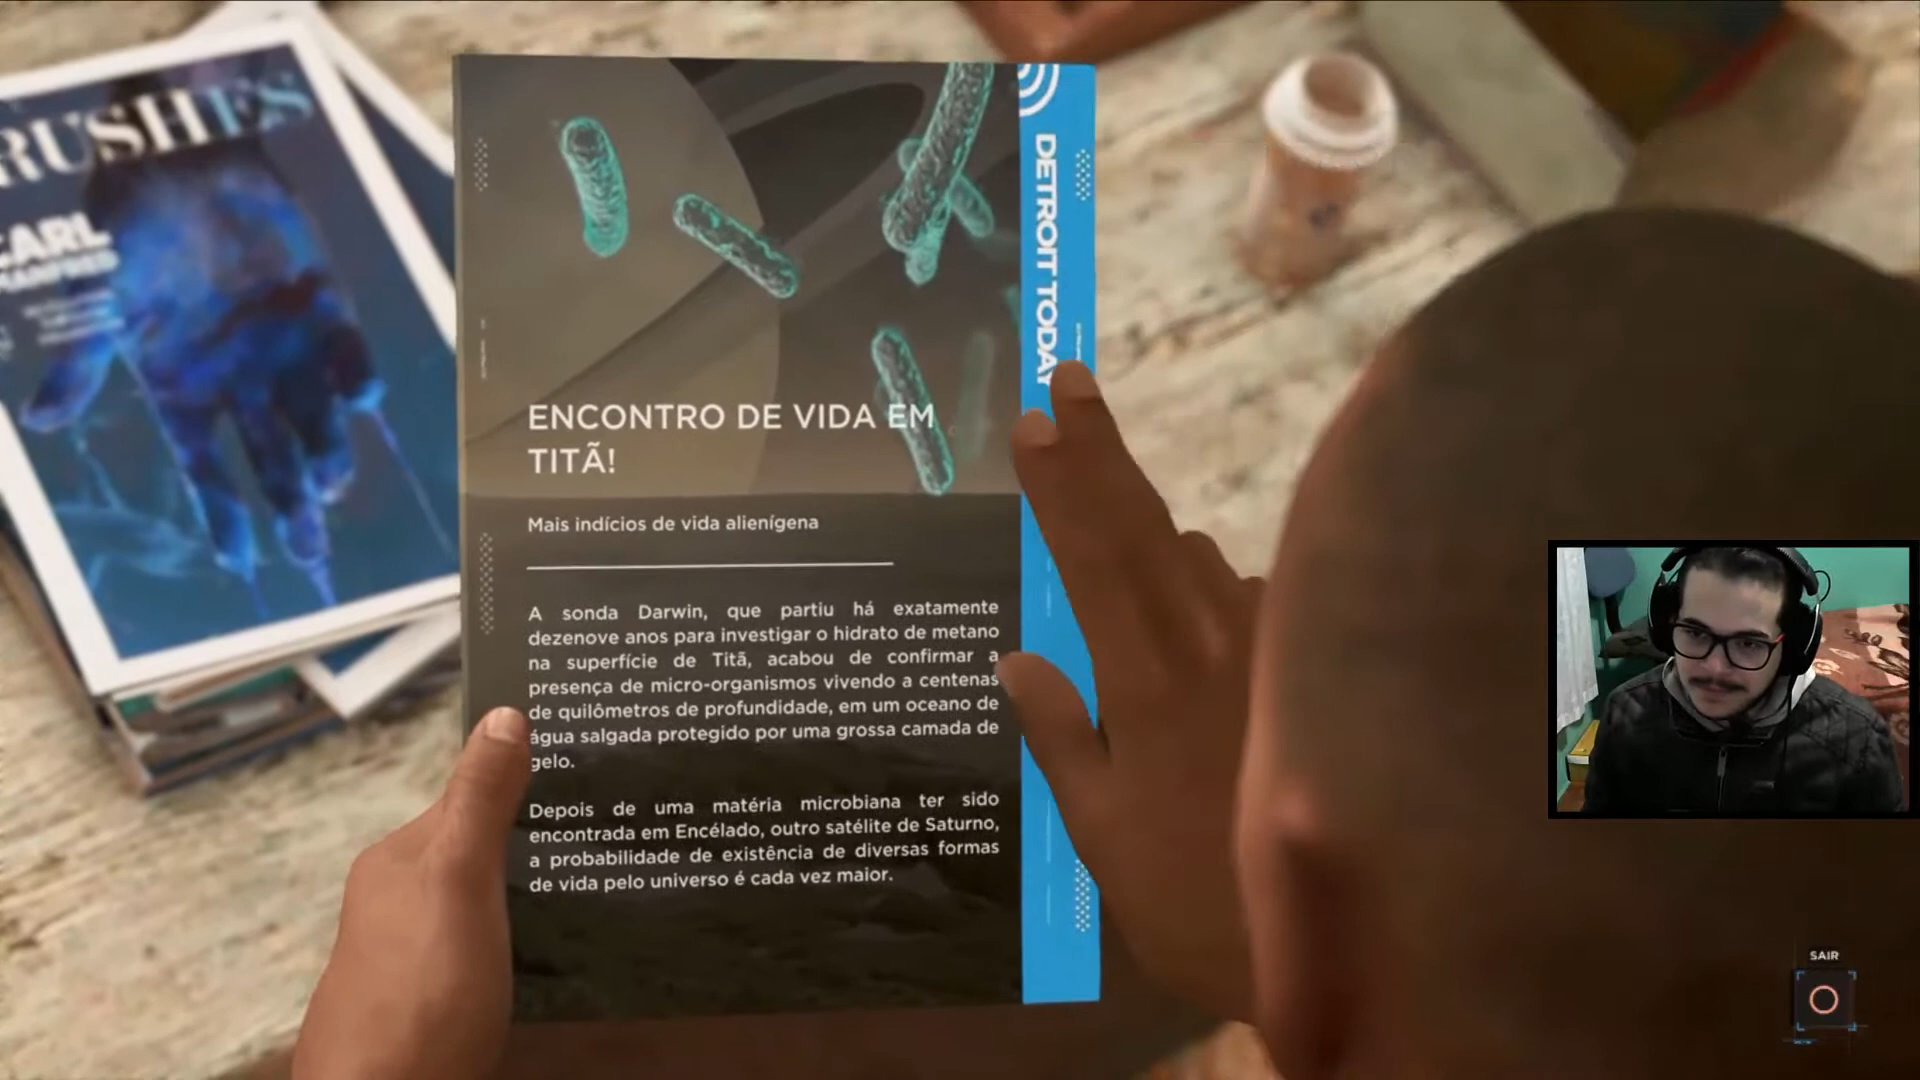 RUSHES
CARL
MANFRED
DETROIT TODAY
ENCONTRO DE VIDA EM
TITÃ!
Mais indícios de vida alienígena
A sonda Darwin, que partiu há exatamente
dezenove anos para investigar o hidrato de metano
na superfície de Titã, acabou de confirmar a
presença de micro-organismos vivendo a centenas
de quilômetros de profundidade, em um oceano de
água salgada protegido por uma grossa camada de
gelo.
Depois de uma matéria microbiana ter sido
encontrada em Encélado, outro satélite de Saturno,
a probabilidade de existência de diversas formas
de vida pelo universo é cada vez maior.
SAIR